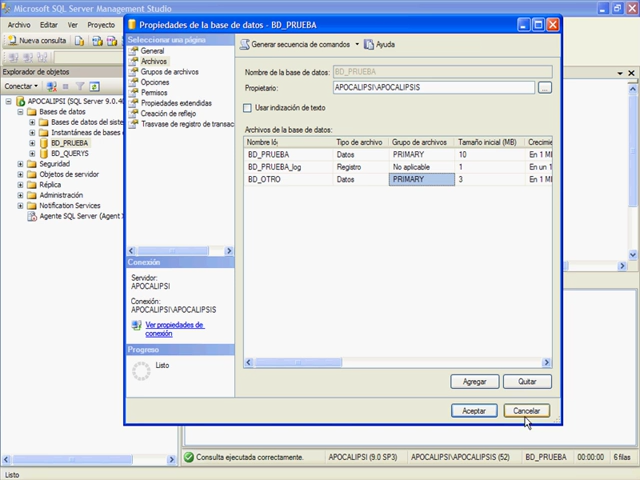 Microsoft SQL Server Management Studio
Archivo Editar Ver Proyecto
Nueva consulta
Explorador de objetos
Conectar
APOCALIPSI (SQL Server 9.0.40
Bases de datos
Bases de datos del siste
Instantáneas de bases
BD_PRUEBA
BD_QUERYS
Seguridad
Objetos de servidor
Réplica
Administración
Notification Services
Agente SQL Server (Agent
Propiedades de la base de datos - BD_PRUEBA
Seleccionar una página
General
Archivos
Grupos de archivos
Opciones
Permisos
Propiedades extendidas
Creación de reflejo
Trasvase de registro de transac
Conexión
Servidor:
APOCALIPSI
Conexión:
APOCALIPSI\APOCALIPSIS
Ver propiedades de
conexión
Progreso
Listo
Generar secuencia de comandos
Ayuda
Nombre de la base de datos: BD_PRUEBA
Propietario: APOCALIPSI\APOCALIPSIS ...
Usar indización de texto
Archivos de la base de datos:
Nombre ló Tipo de archivo Grupo de archivos Tamaño inicial (MB) Crecimie
BD_PRUEBA Datos PRIMARY 10 En 1 M
BD_PRUEBA_log Registro No aplicable 1 En un 1
BD_OTRO Datos PRIMARY 3 En 1 M
Agregar Quitar
Aceptar Cancelar
Consulta ejecutada correctamente. APOCALIPSI (9.0 SP3) APOCALIPSI\APOCALIPSIS (52) BD_PRUEBA 00:00:00 6 filas
Listo